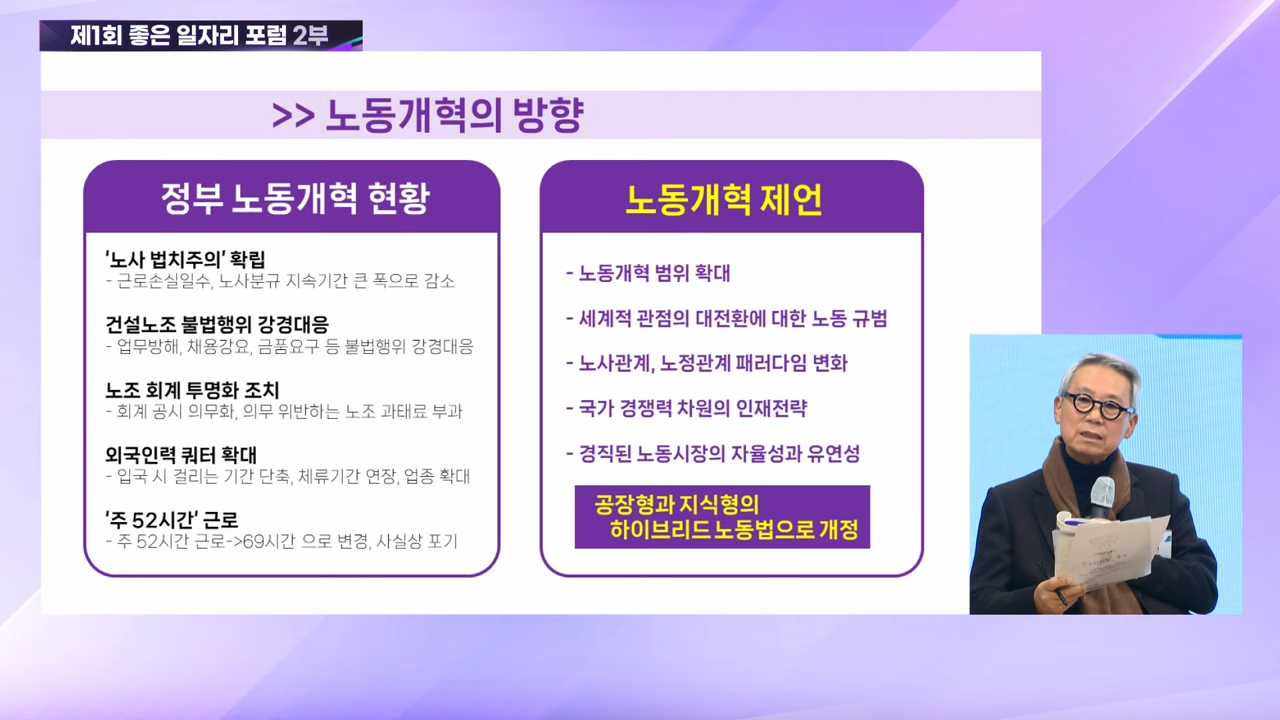 제1회 좋은 일자리 포럼 2부
>> 노동개혁의 방향
정부 노동개혁 현황
'노사 법치주의' 확립
- 근로손실일수, 노사분규 지속기간 큰 폭으로 감소
건설노조 불법행위 강경대응
- 업무방해, 채용강요, 금품요구 등 불법행위 강경대응
노조 회계 투명화 조치
- 회계 공시 의무화, 의무 위반하는 노조 과태료 부과
외국인력 쿼터 확대
- 입국 시 걸리는 기간 단축, 체류기간 연장, 업종 확대
'주 52시간' 근로
- 주 52시간 근로->69시간 으로 변경, 사실상 포기
노동개혁 제언
- 노동개혁 범위 확대
- 세계적 관점의 대전환에 대한 노동 규범
- 노사관계, 노정관계 패러다임 변화
- 국가 경쟁력 차원의 인재전략
- 경직된 노동시장의 자율성과 유연성
공장형과 지식형의
하이브리드 노동법으로 개정